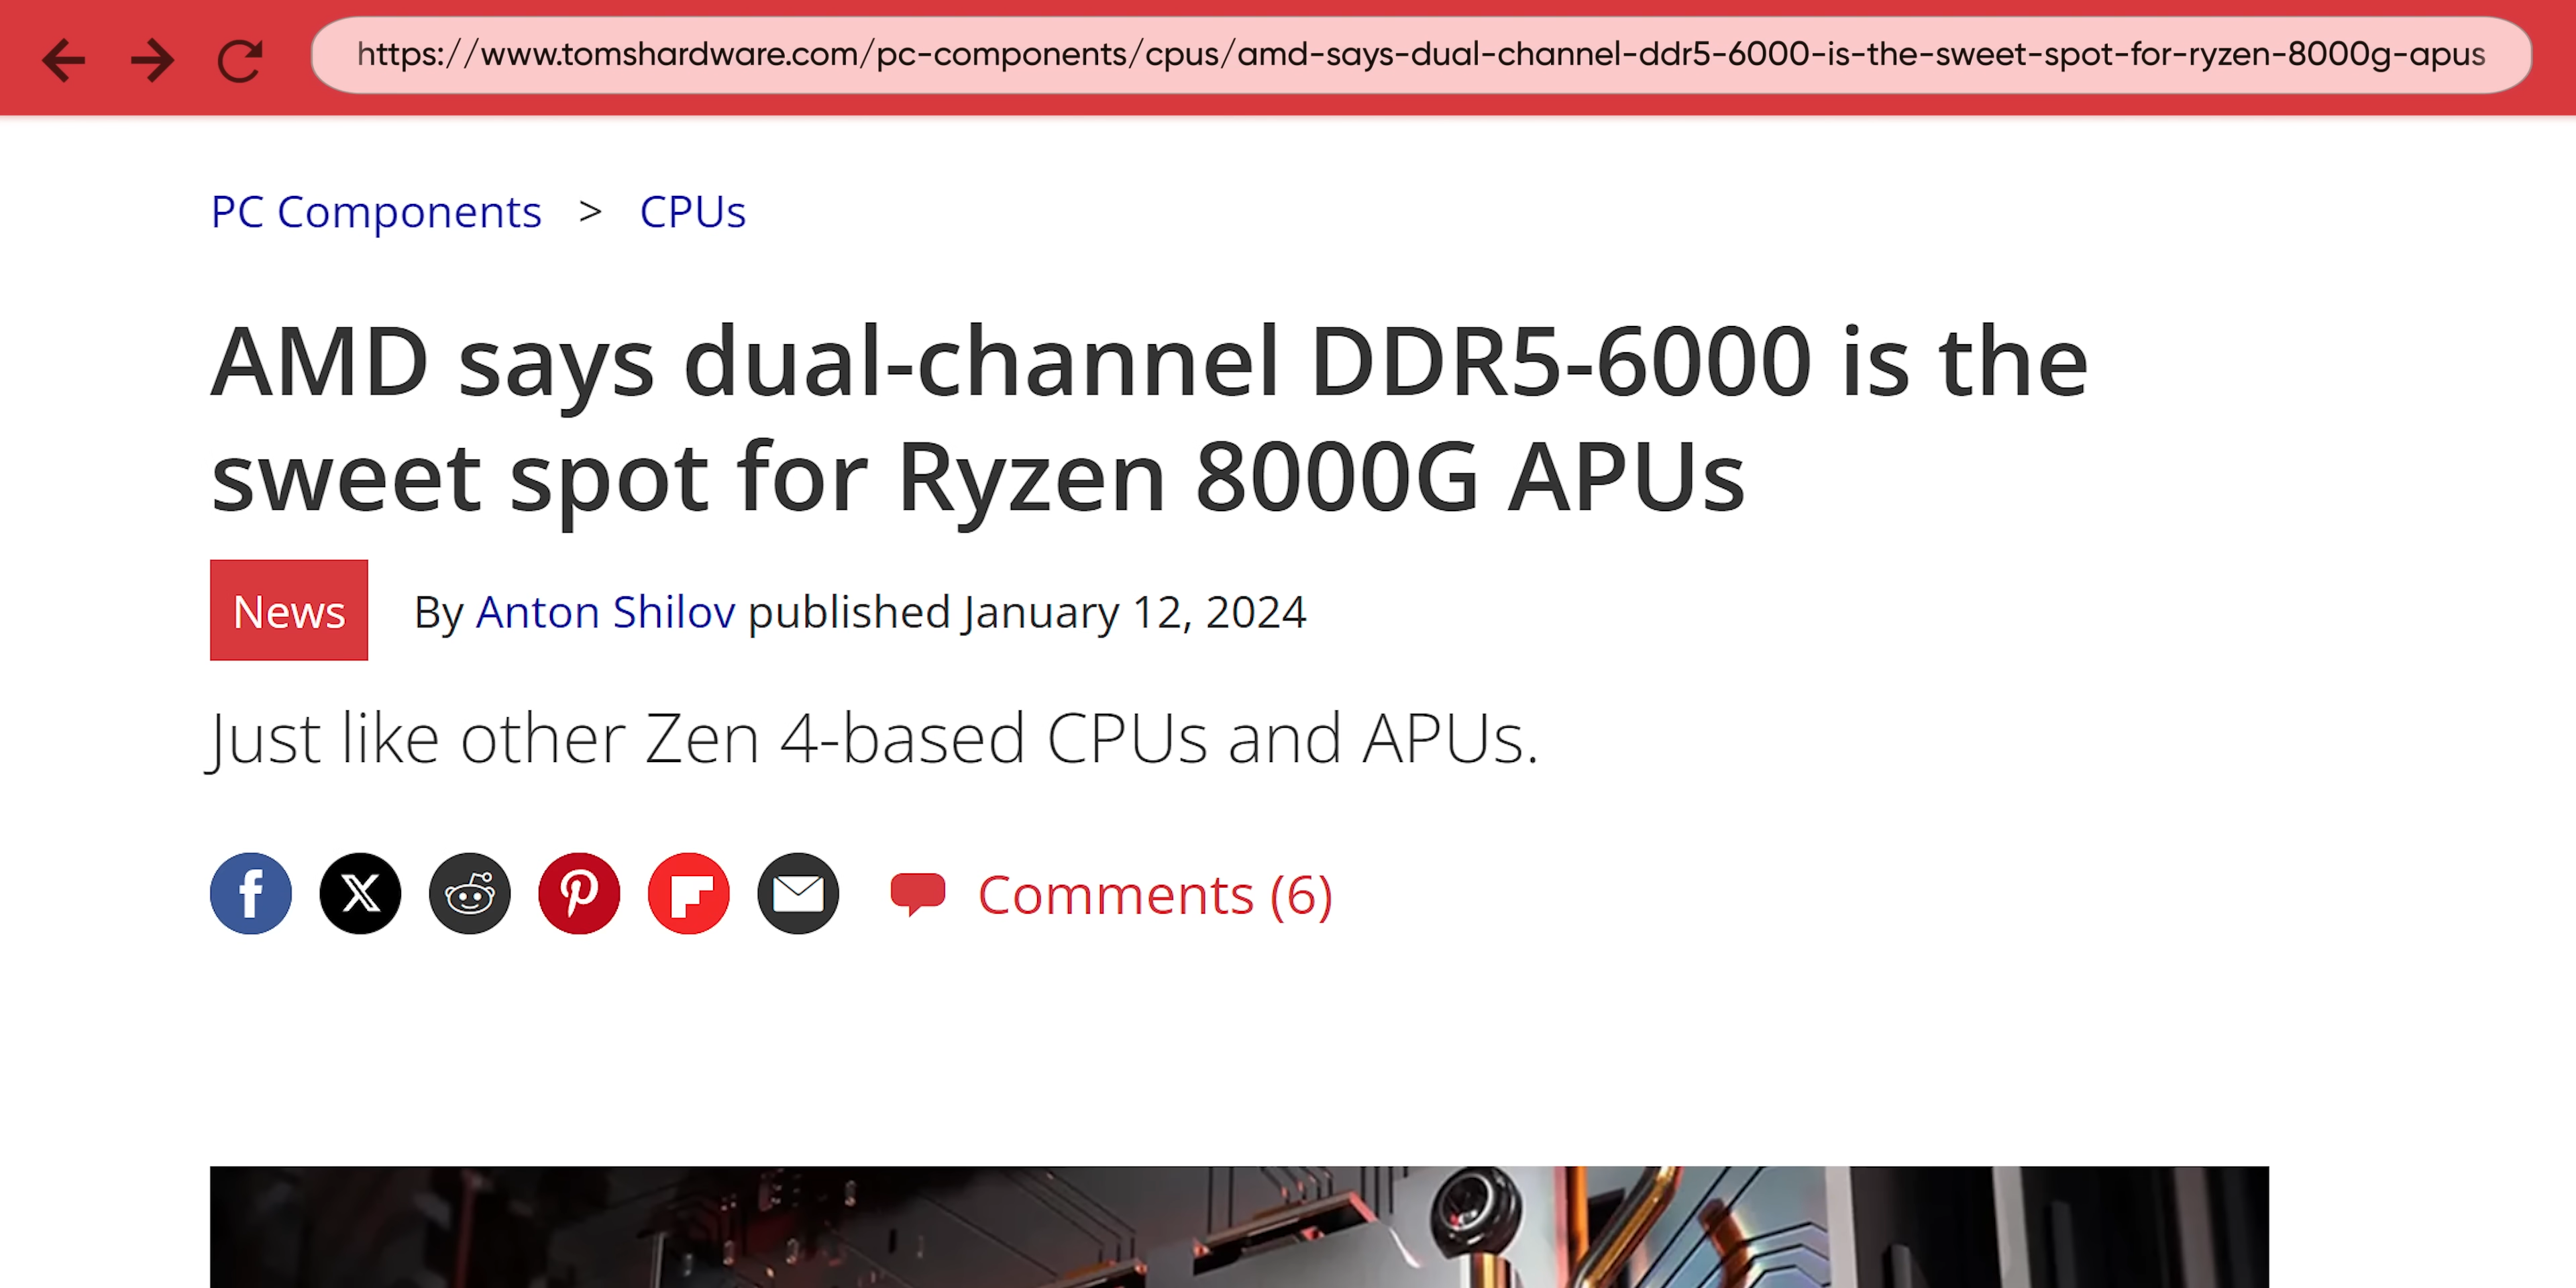 https://www.tomshardware.com/pc-components/cpus/amd-says-dual-channel-ddr5-6000-is-the-sweet-spot-for-ryzen-8000g-apus
PC Components > CPUs
AMD says dual-channel DDR5-6000 is the
sweet spot for Ryzen 8000G APUs
News By Anton Shilov published January 12, 2024
Just like other Zen 4-based CPUs and APUs.
Comments (6)